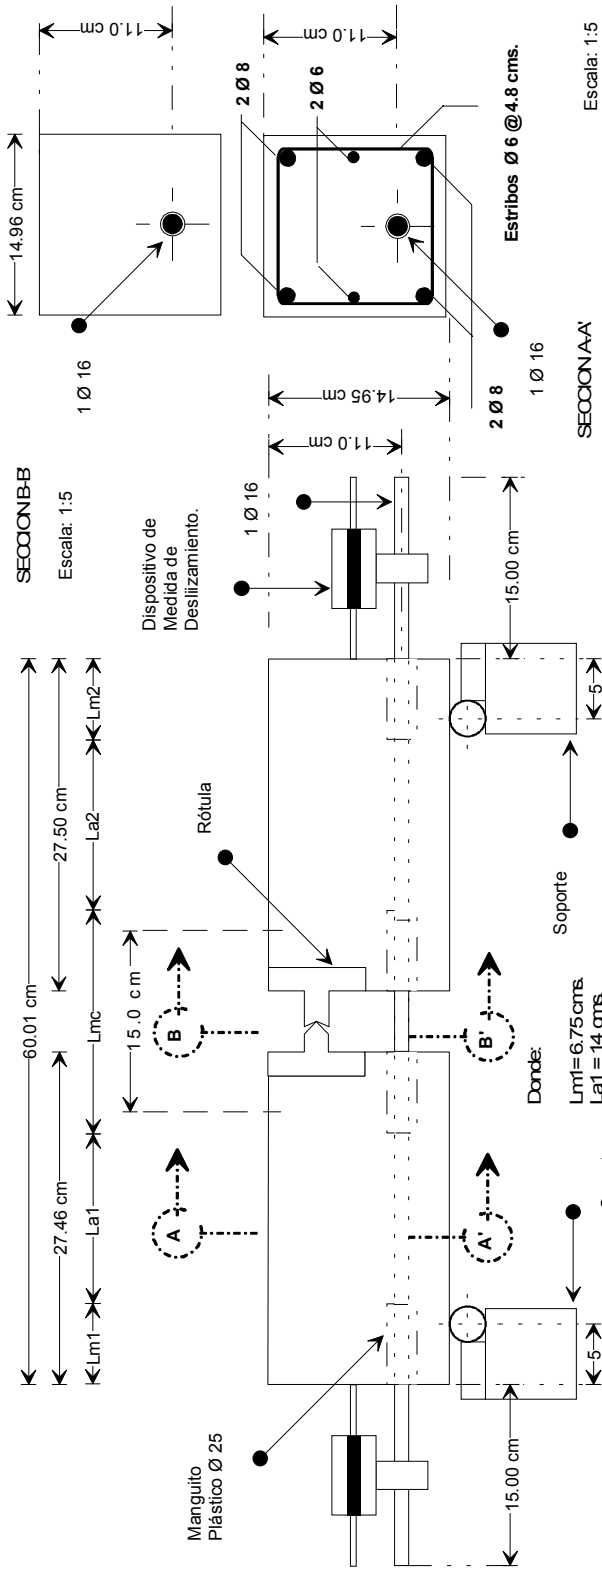 SECCION B-B'
Escala: 1:5
14.96 cm
11.0 cm
1 Ø 16
60.01 cm
27.46 cm
27.50 cm
Lm1
La1
Lmc
La2
Lm2
15.0 cm
A
B
Rótula
Dispositivo de
Medida de
Deslizamiento.
1 Ø 16
11.0 cm
14.95 cm
2 Ø 8
2 Ø 6
11.0 cm
Estribos Ø 6 @ 4.8 cms.
2 Ø 8
1 Ø 16
SECCION A-A'
Escala: 1:5
Manguito
Plástico Ø 25
A'
B'
15.00 cm
5
Soporte
5
15.00 cm
Donde:
Lm1= 6.75 cms.
La1 = 14 cms.